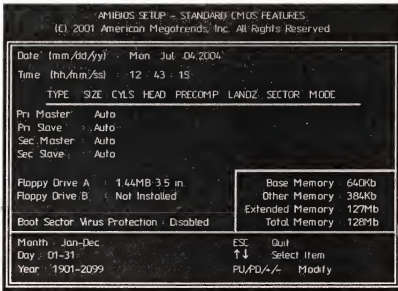 AMIBIOS SETUP - STANDARD CMOS FEATURES
(C) 2001 American Megatrends, Inc. All Rights Reserved
Date (mm/dd/yy) : Mon Jul 04,2004
Time (hh/mm/ss) : 12 : 43 : 15
TYPE SIZE CYLS HEAD PRECOMP LANDZ SECTOR MODE
Pri Master : Auto
Pri Slave : Auto
Sec Master : Auto
Sec Slave : Auto
Floppy Drive A : 1.44MB 3.5 in.
Floppy Drive B : Not Installed
Boot Sector Virus Protection : Disabled
Base Memory : 640Kb
Other Memory : 384Kb
Extended Memory : 127Mb
Total Memory : 128Mb
Month : Jan-Dec
Day : 01-31
Year : 1901-2099
ESC Quit
↑↓ Select Item
PU/PD/+/- Modify